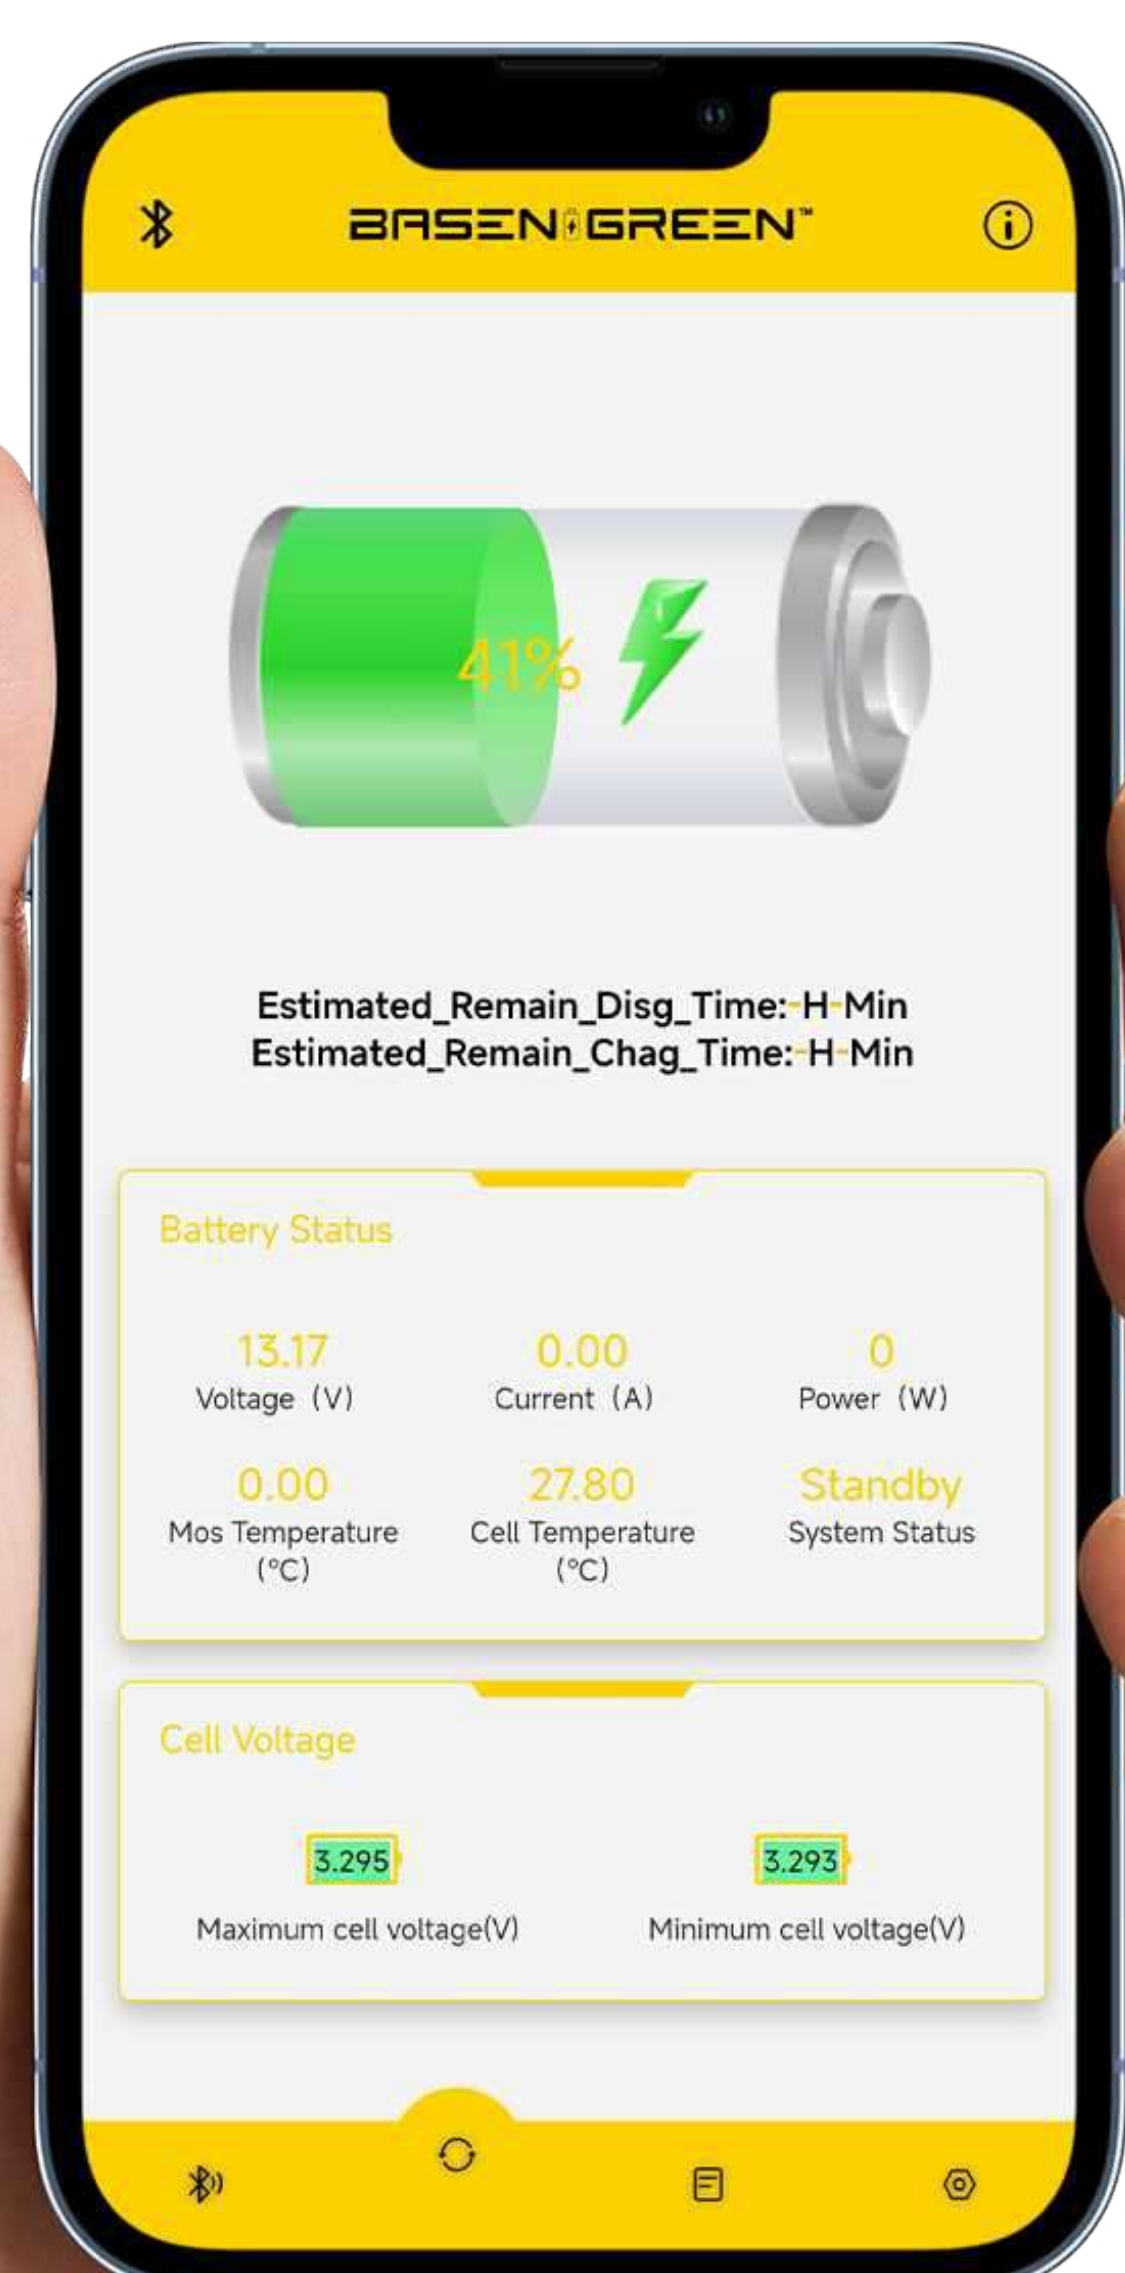 BASEN GREEN™
41%
Estimated_Remain_Disg_Time:-H-Min
Estimated_Remain_Chag_Time:-H-Min
Battery Status
13.17 0.00 0
Voltage (V) Current (A) Power (W)
0.00 27.80 Standby
Mos Temperature Cell Temperature System Status
(°C) (°C)
Cell Voltage
3.295 3.293
Maximum cell voltage(V) Minimum cell voltage(V)